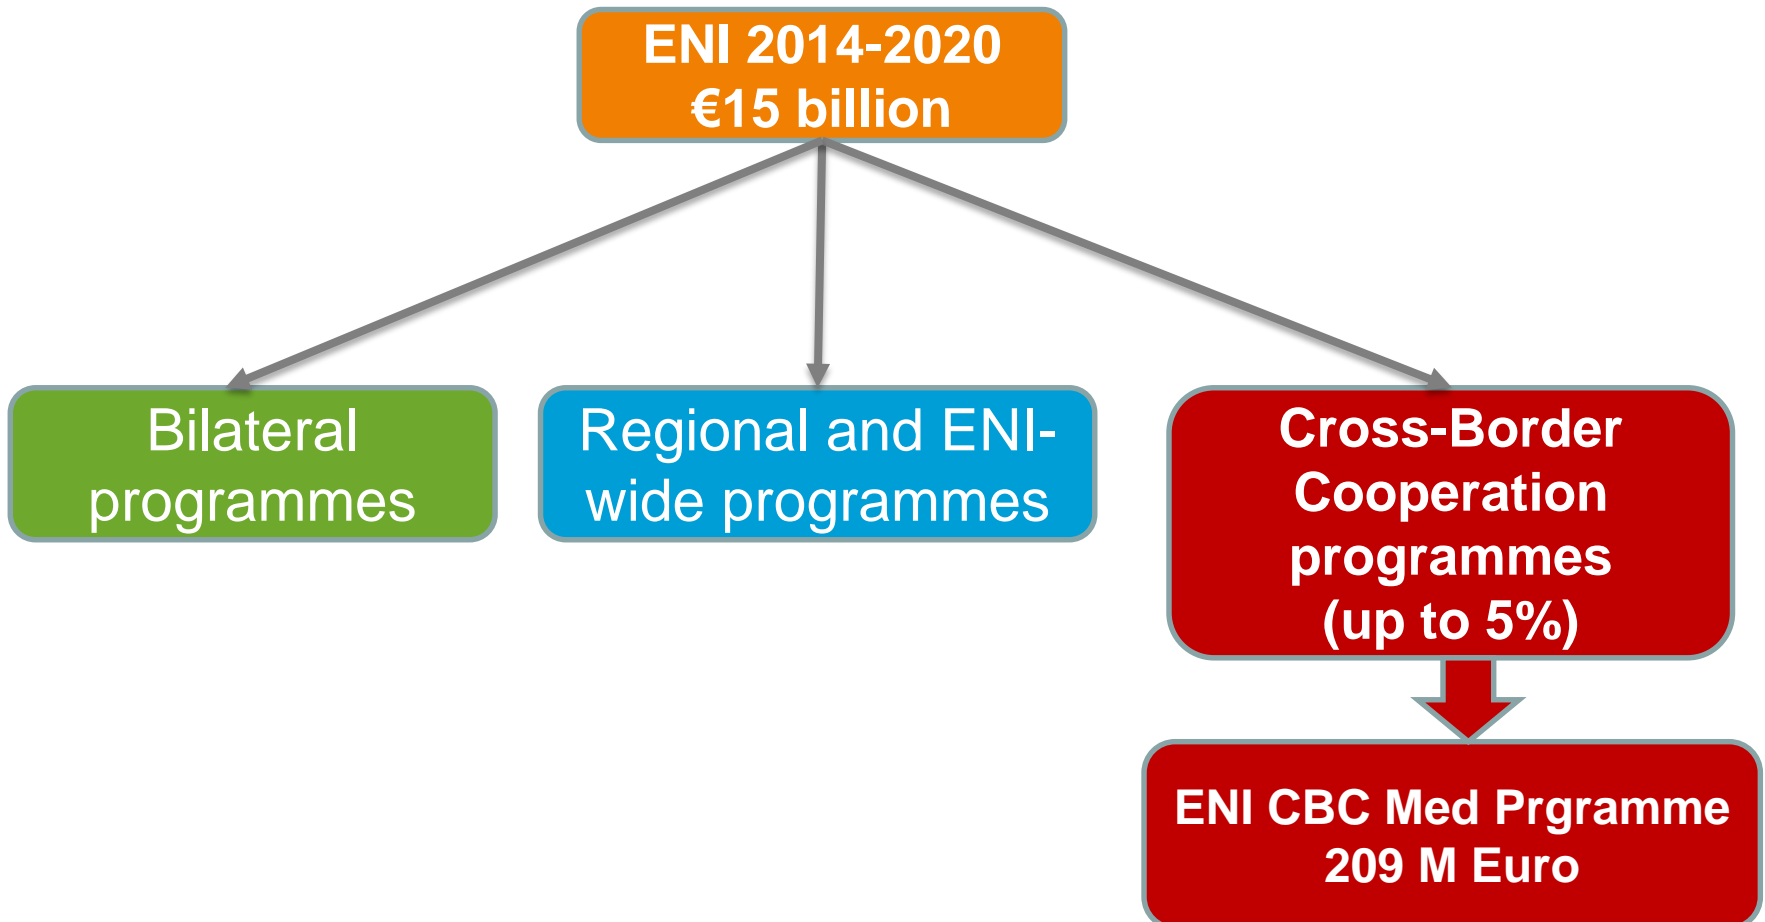 ENI 2014-2020
€15 billion
Bilateral
programmes
Regional and ENI-
wide programmes
Cross-Border
Cooperation
programmes
(up to 5%)
ENI CBC Med Prgramme
209 M Euro